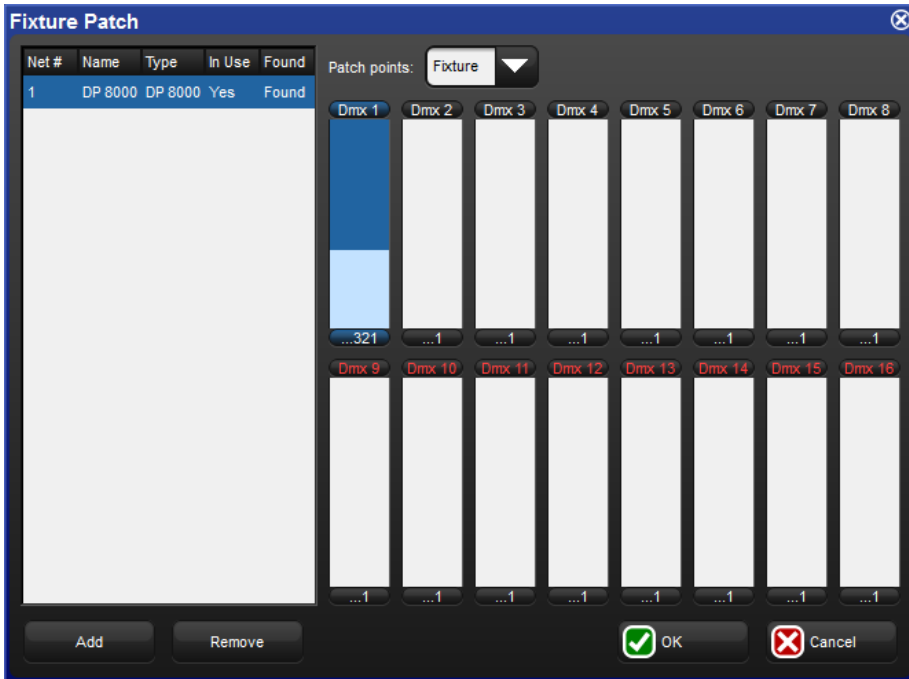 Fixture Patch
Net # Name Type In Use Found
Patch points: Fixture
1 DP 8000 DP 8000 Yes Found
Dmx 1 Dmx 2 Dmx 3 Dmx 4 Dmx 5 Dmx 6 Dmx 7 Dmx 8
...321 ...1 ...1 ...1 ...1 ...1 ...1 ...1
Dmx 9 Dmx 10 Dmx 11 Dmx 12 Dmx 13 Dmx 14 Dmx 15 Dmx 16
...1 ...1 ...1 ...1 ...1 ...1 ...1 ...1
Add Remove OK Cancel